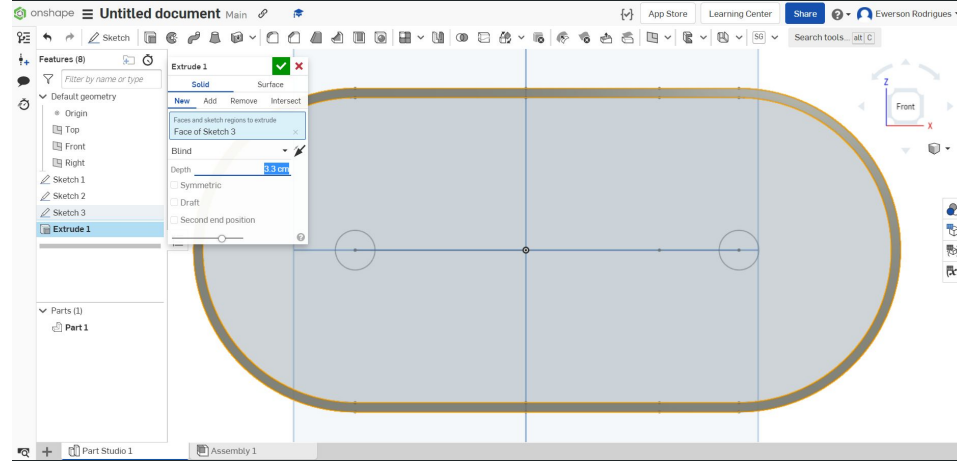 onshape Untitled document Main App Store Learning Center Share Ewerson Rodrigues
Sketch SG Search tools... alt C
Features (8)
Filter by name or type
Default geometry
Origin
Top
Front
Right
Sketch 1
Sketch 2
Sketch 3
Extrude 1
Parts (1)
Part 1
Extrude 1
Solid Surface
New Add Remove Intersect
Faces and sketch regions to extrude
Face of Sketch 3
Blind
Depth 3.3 cm
Symmetric
Draft
Second end position
Z
Front
X
Part Studio 1 Assembly 1